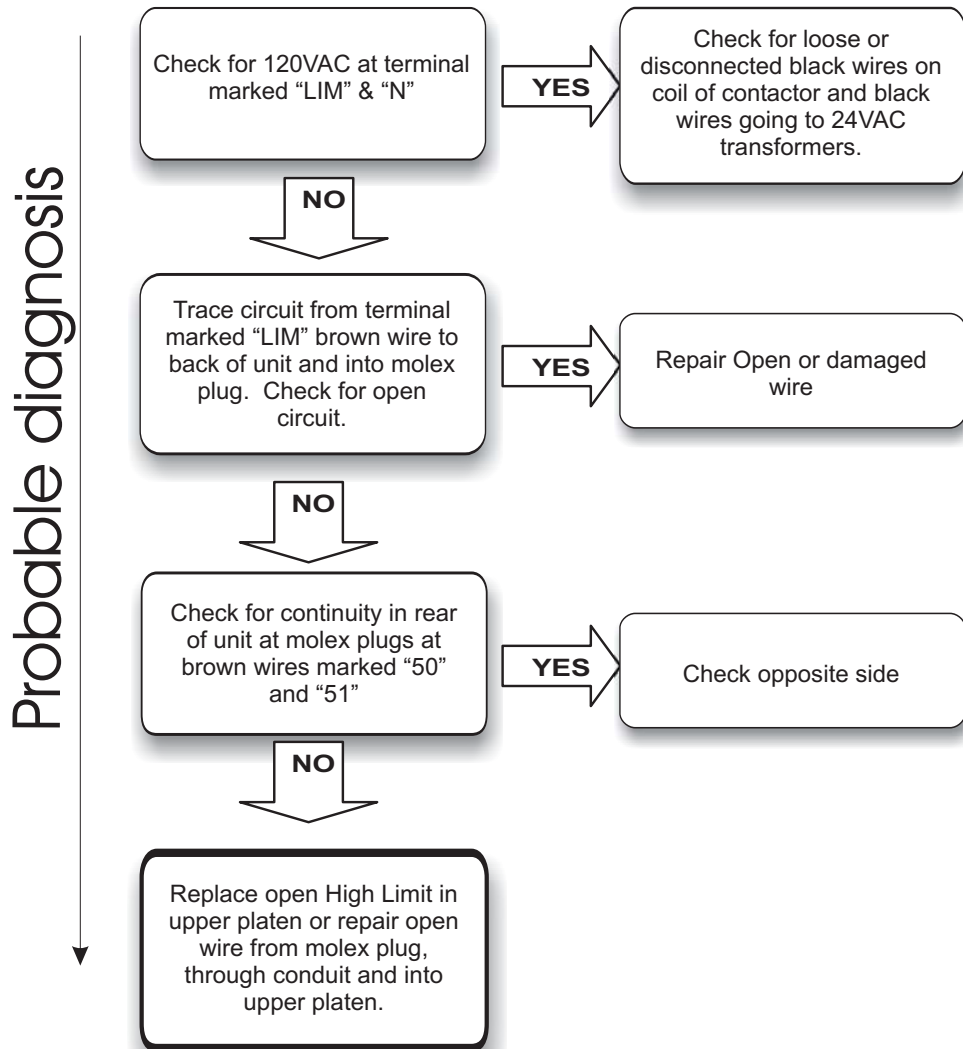 Probable diagnosis
Check for 120VAC at terminal
marked “LIM” & “N”
YES
Check for loose or
disconnected black wires on
coil of contactor and black
wires going to 24VAC
transformers.
NO
Trace circuit from terminal
marked “LIM” brown wire to
back of unit and into molex
plug.  Check for open
circuit.
YES
Repair Open or damaged
wire
NO
Check for continuity in rear
of unit at molex plugs at
brown wires marked “50”
and “51”
YES
Check opposite side
NO
Replace open High Limit in
upper platen or repair open
wire from molex plug,
through conduit and into
upper platen.